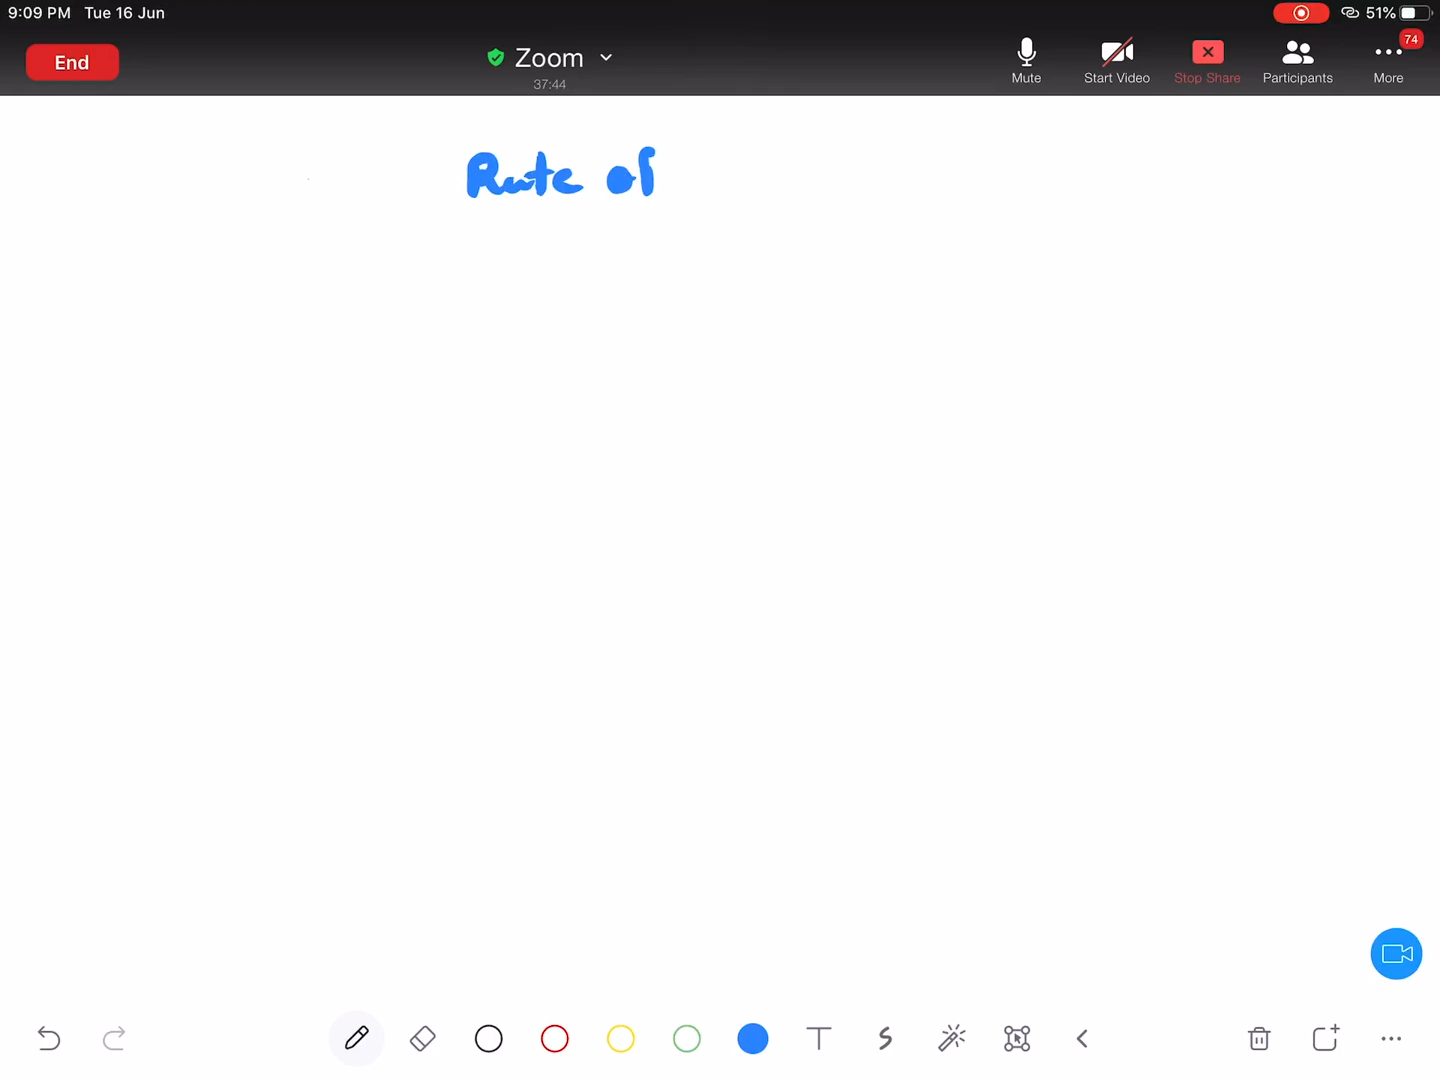 9:09 PM Tue 16 Jun
51%
End
Zoom
37:44
Mute
Start Video
Stop Share
Participants
74
More
Rate of
T